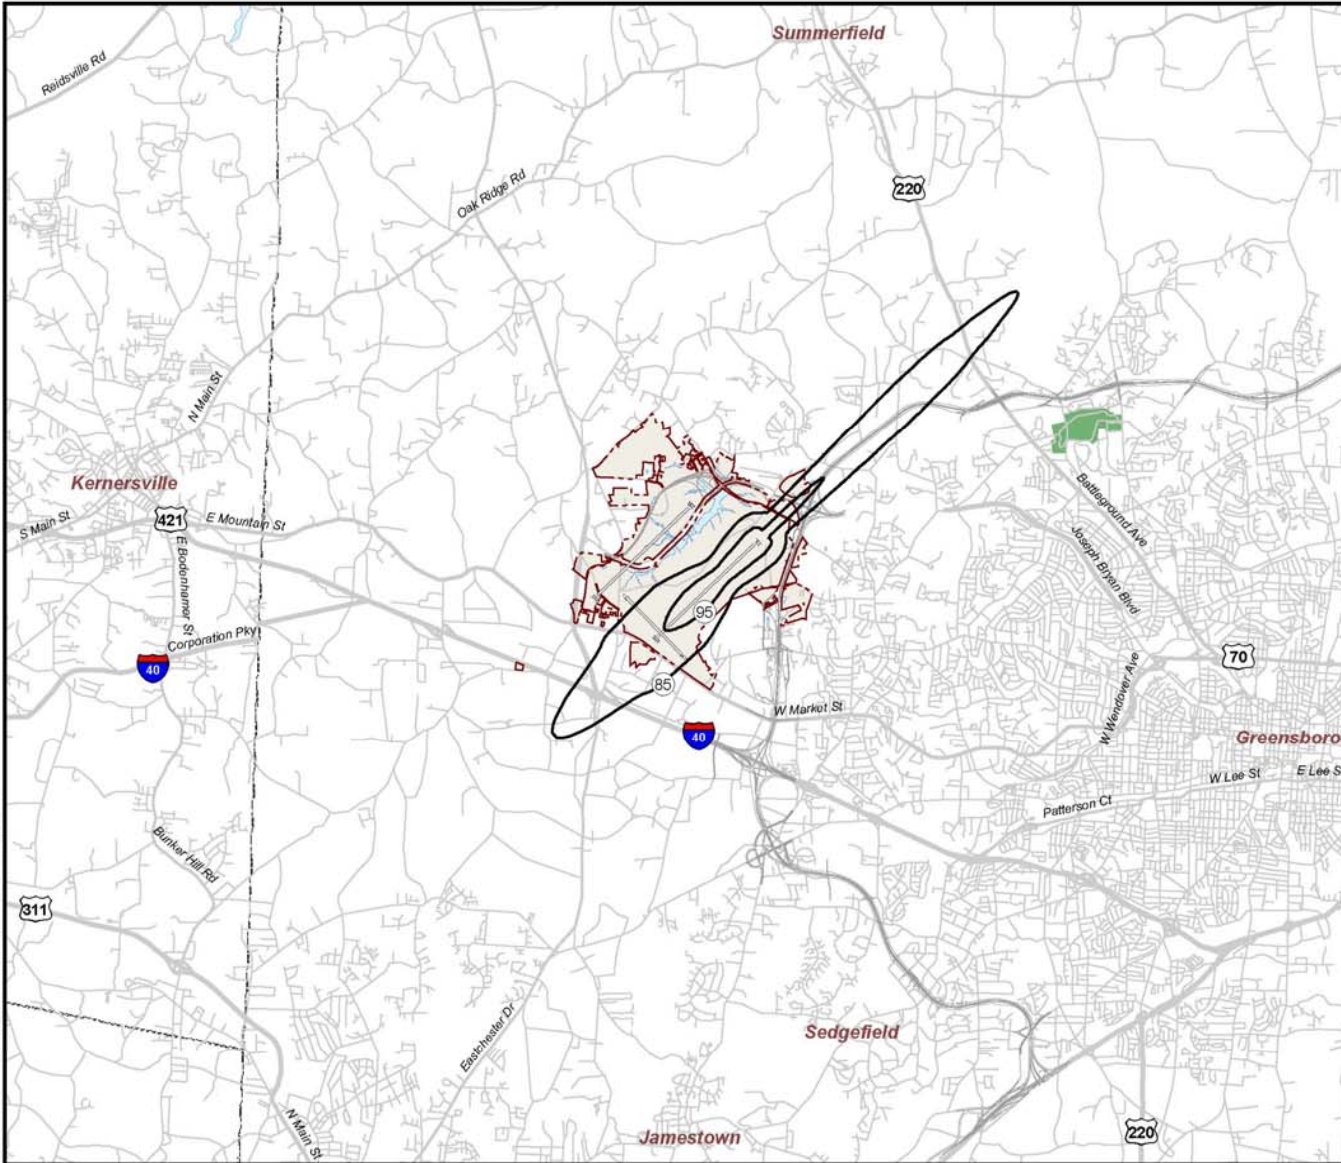 Summerfield
Reidsville Rd
Oak Ridge Rd
220
N Main St
Kernersville
S Main St
421
E Mountain St
E Bodenhamer St
Corporation Pky
40
95
85
40
W Market St
Battleground Ave
Joseph Bryan Blvd
70
W Wendover Ave
Greensboro
W Lee St
E Lee S
Patterson Ct
Bunker Hill Rd
311
Eastchester Dr
Sedgefield
N Main St
Jamestown
220